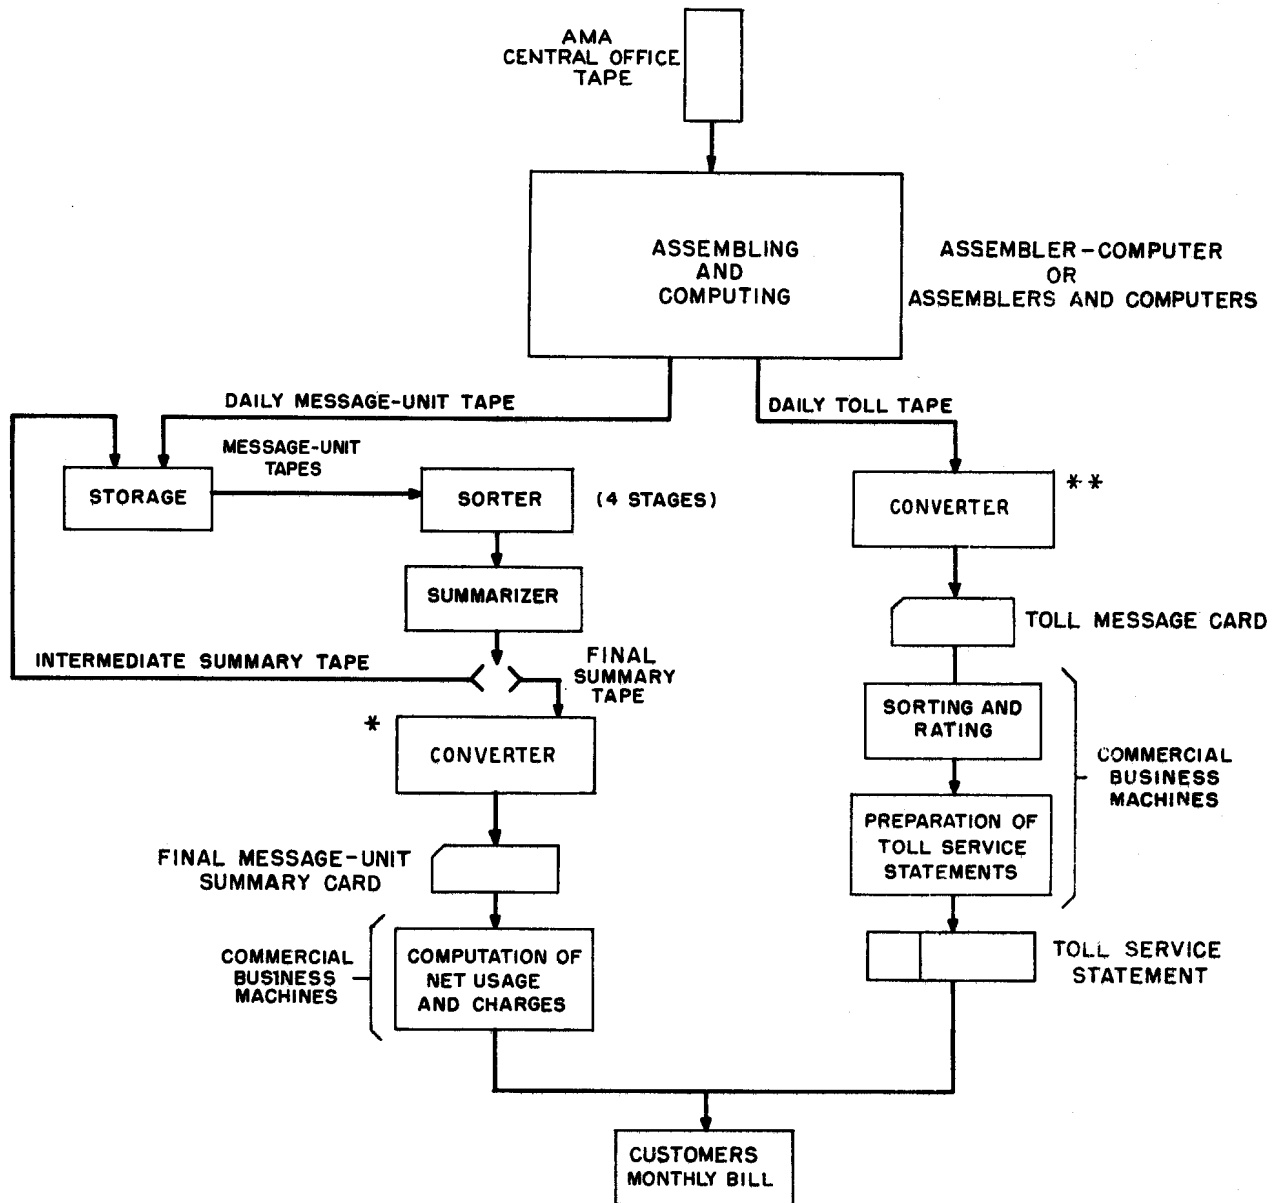 AMA
CENTRAL OFFICE
TAPE
ASSEMBLING
AND
COMPUTING
ASSEMBLER-COMPUTER
OR
ASSEMBLERS AND COMPUTERS
DAILY MESSAGE-UNIT TAPE
DAILY TOLL TAPE
MESSAGE-UNIT
TAPES
STORAGE
SORTER
(4 STAGES)
CONVERTER
**
SUMMARIZER
TOLL MESSAGE CARD
INTERMEDIATE SUMMARY TAPE
FINAL
SUMMARY
TAPE
SORTING AND
RATING
*
CONVERTER
COMMERCIAL
BUSINESS
MACHINES
PREPARATION OF
TOLL SERVICE
STATEMENTS
FINAL MESSAGE-UNIT
SUMMARY CARD
COMMERCIAL
BUSINESS
MACHINES
COMPUTATION OF
NET USAGE
AND CHARGES
TOLL SERVICE
STATEMENT
CUSTOMERS
MONTHLY BILL